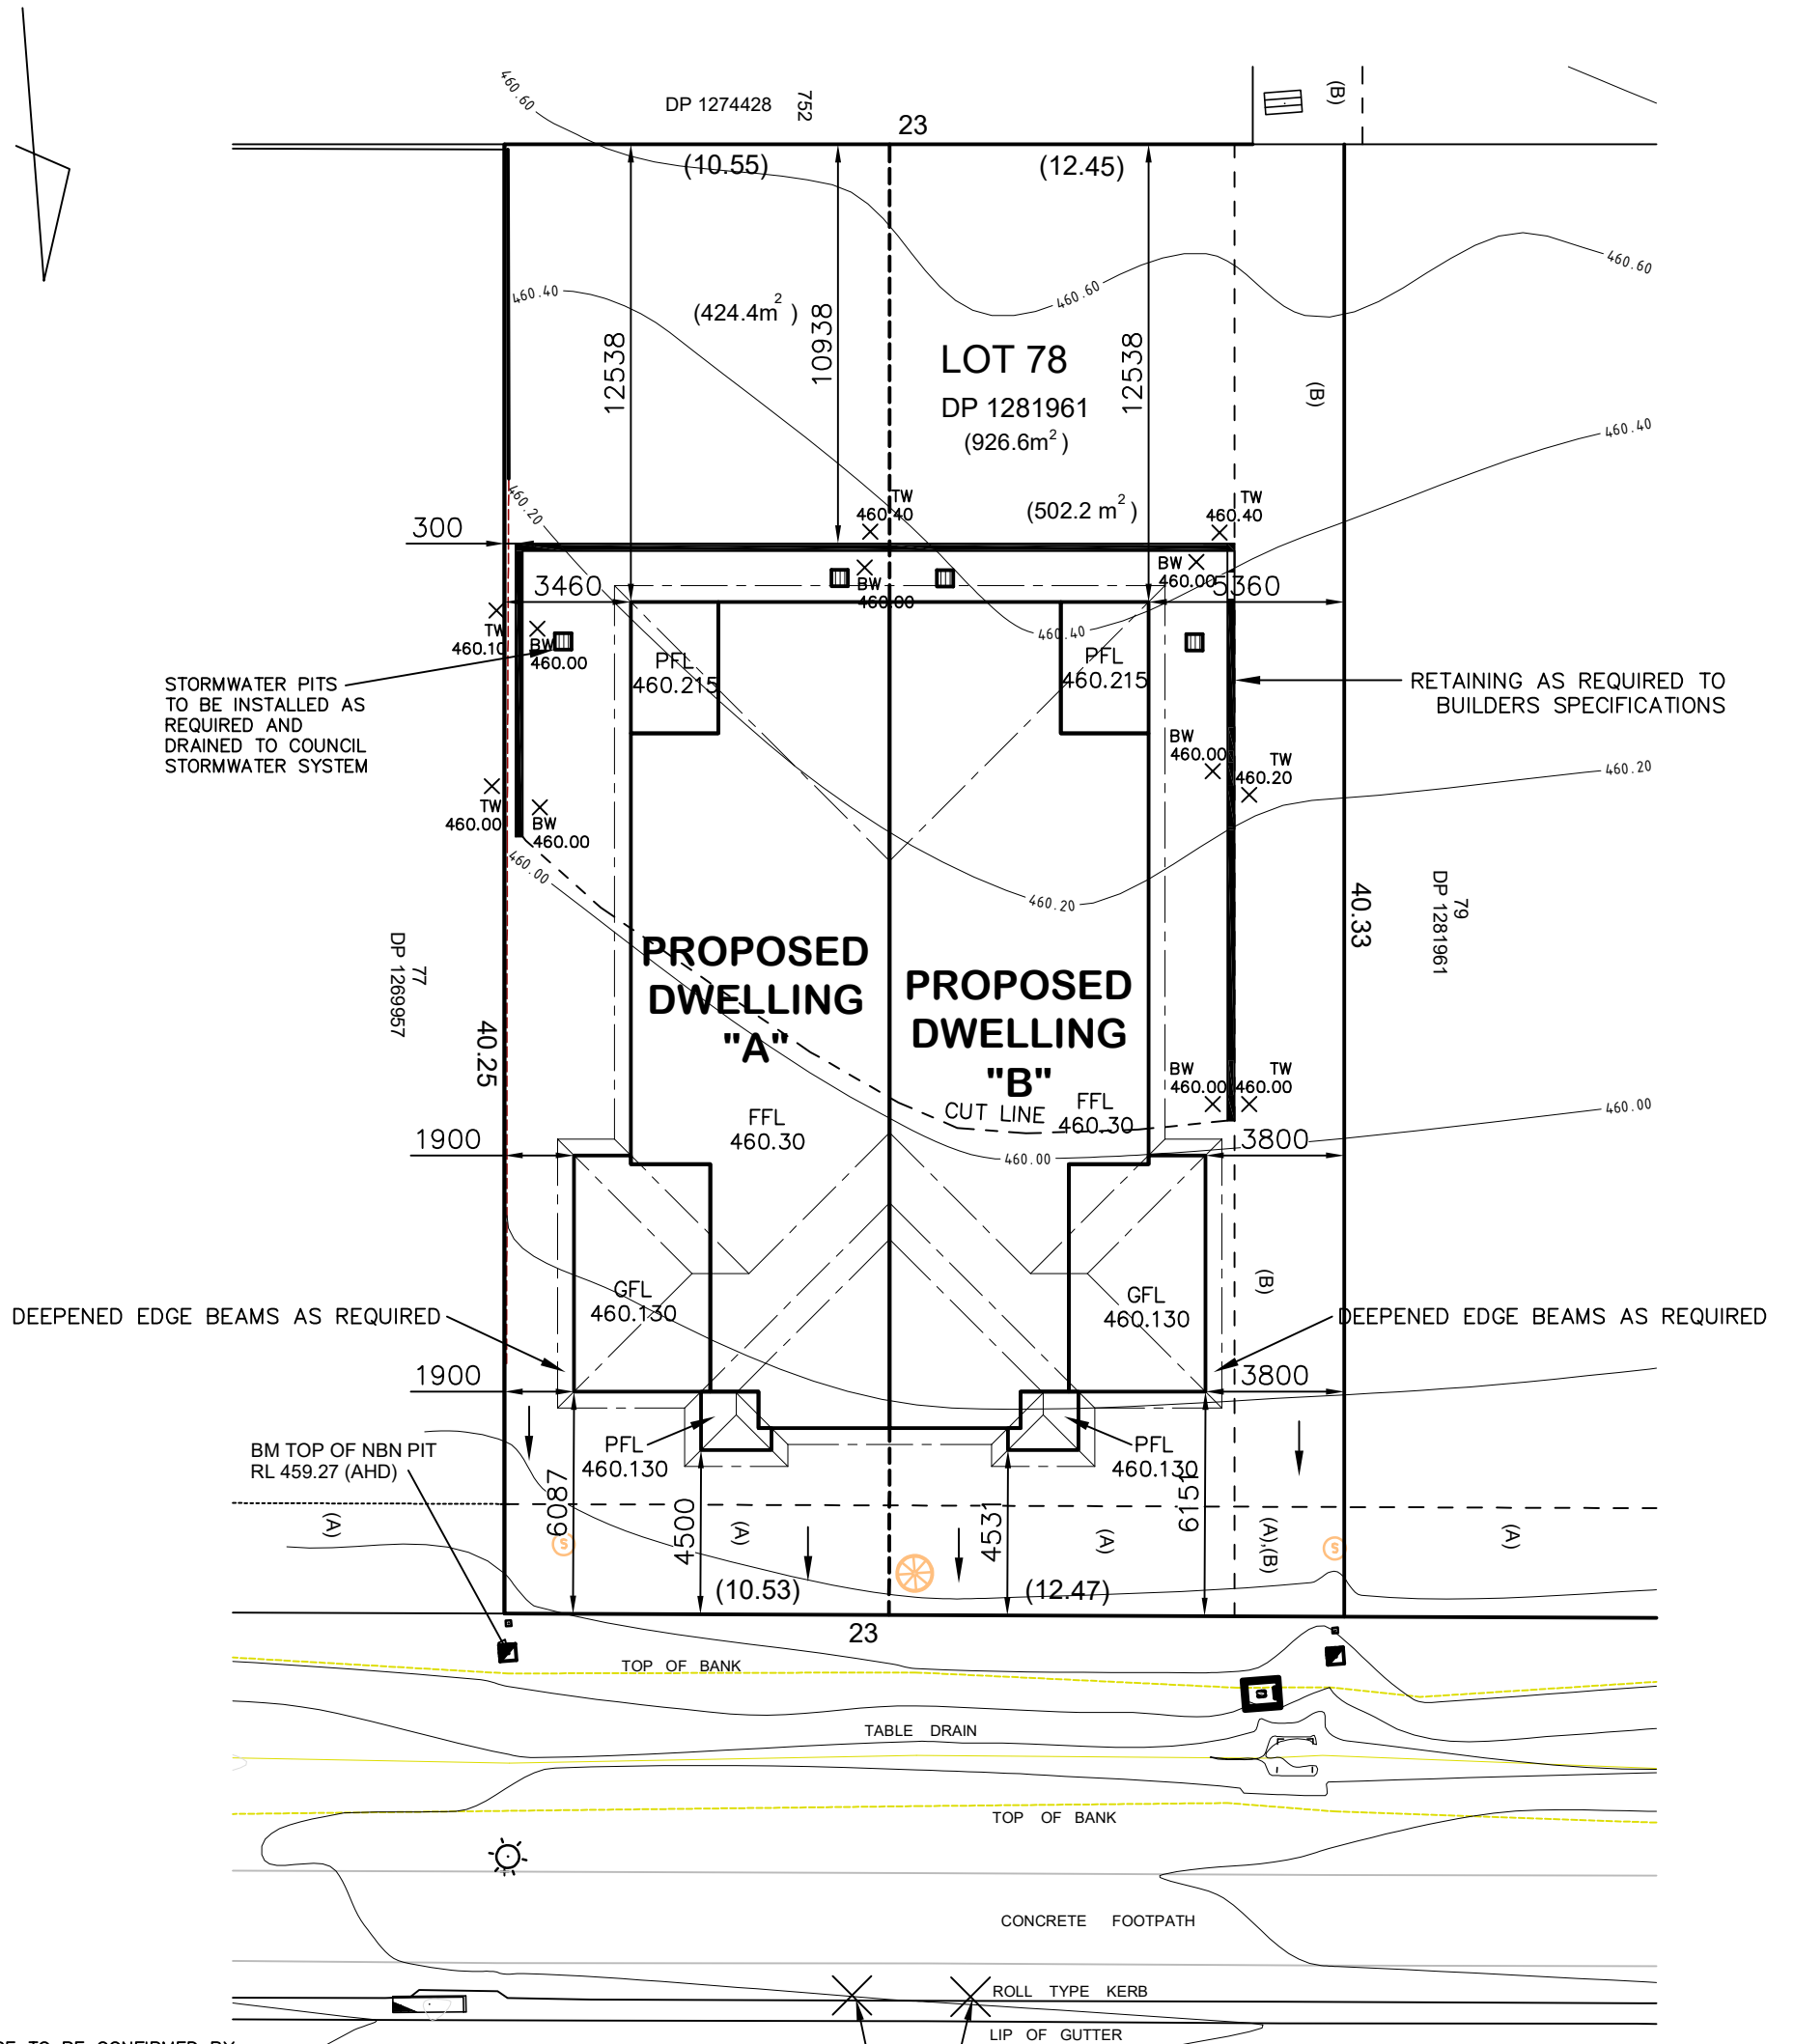 460.60
DP 1274428
752
(B)
23
(10.55)
(12.45)
460.60
460.40
460.60
(424.4m2 )
12538
10938
12538
LOT 78
DP 1281961
(926.6m2 )
(B)
460.40
460.20
TW
460.40
(502.2 m2 )
TW
460.40
300
3460
BW
460.00
BW
460.00
5360
TW
460.10
BW
460.00
PFL
460.215
460.40
PFL
460.215
STORMWATER PITS
TO BE INSTALLED AS
REQUIRED AND
DRAINED TO COUNCIL
STORMWATER SYSTEM
RETAINING AS REQUIRED TO
BUILDERS SPECIFICATIONS
BW
460.00
TW
460.20
460.20
TW
460.00
BW
460.00
460.00
460.20
40.33
79
DP 1281961
77
DP 1269957
40.25
PROPOSED
DWELLING
"A"
PROPOSED
DWELLING
"B"
BW
460.00
TW
460.00
460.00
FFL
460.30
CUT LINE
FFL
460.30
1900
460.00
3800
(B)
GFL
460.130
GFL
460.130
DEEPENED EDGE BEAMS AS REQUIRED
DEEPENED EDGE BEAMS AS REQUIRED
1900
3800
BM TOP OF NBN PIT
RL 459.27 (AHD)
PFL
460.130
PFL
460.130
6087
4500
4531
6151
(A)
(A)
(A)
(A),(B)
(A)
S
S
(10.53)
(12.47)
23
TOP OF BANK
TABLE DRAIN
TOP OF BANK
CONCRETE FOOTPATH
ROLL TYPE KERB
LIP OF GUTTER
TO BE CONFIRMED BY